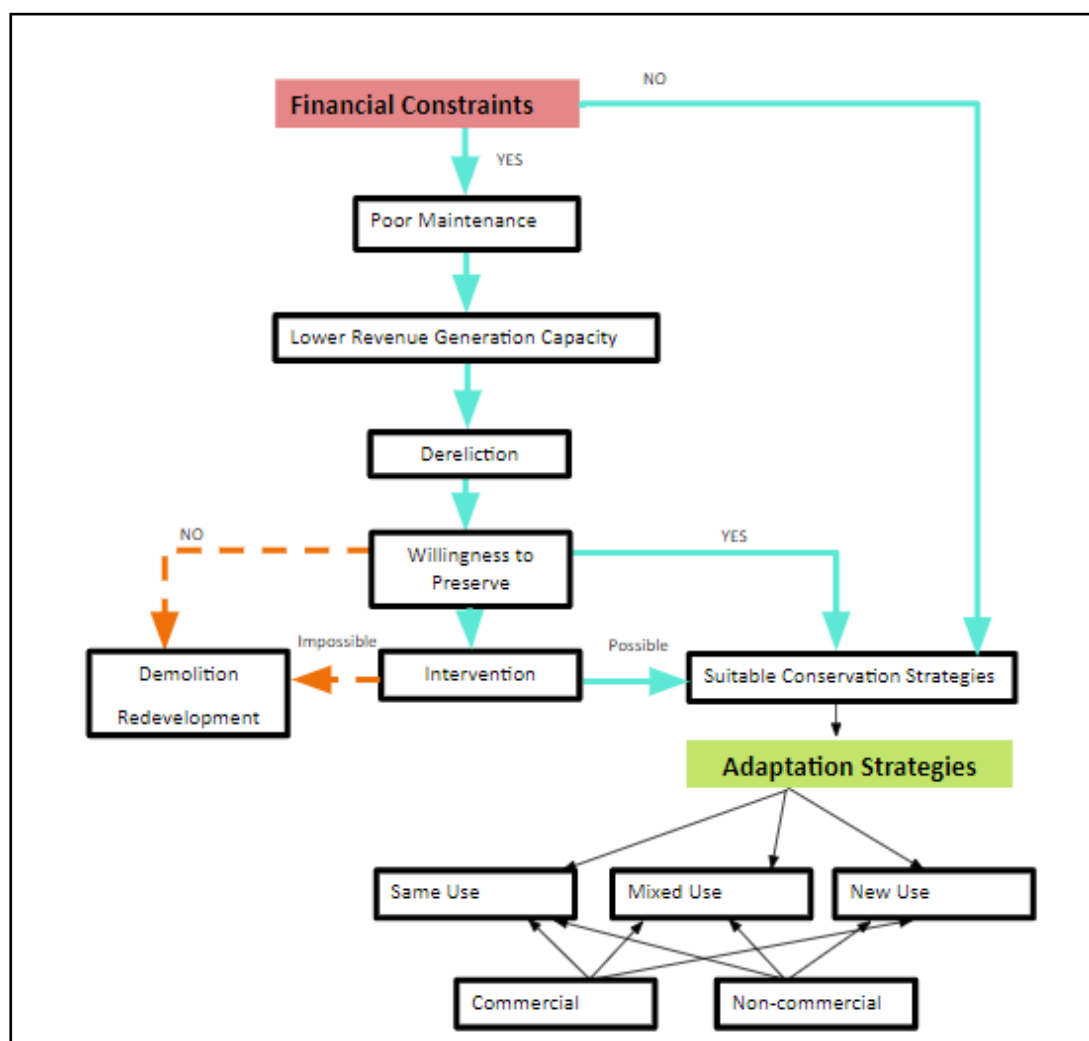 NO
Financial Constraints
YES
Poor Maintenance
Lower Revenue Generation Capacity
Dereliction
NO
Willingness to
Preserve
YES
Impossible
Possible
Demolition
Redevelopment
Intervention
Suitable Conservation Strategies
Adaptation Strategies
Same Use
Mixed Use
New Use
Commercial
Non-commercial